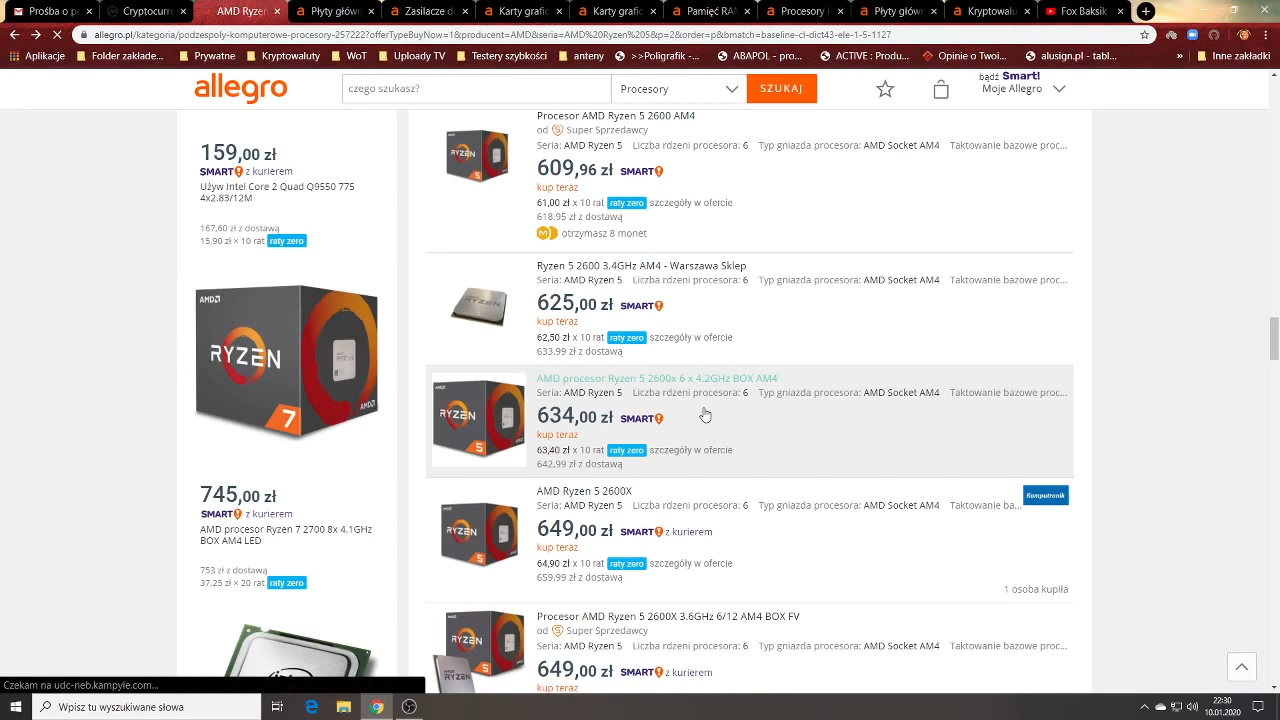 Prośba o p
Cryptocurre
AMD Ryzen
Płyty główn
Zasilacze d
Karty grafic
Karty grafic
Pamięć RAM
Procesory I
Płyty główn
Kryptowalu
Fox Baksik
allegro.pl/kategoria/podzespoly-komputerowe-procesory-257222?offerTypeBuyNow=1&producent=AMD&seria=AMD%20Ryzen%205&p=2&order=p&bmatch=baseline-cl-dict43-ele-1-5-1127
Aplikacje
Folder zakładek...
Prywatne
Testery szybkości
anteny
Kryptowaluty
WoT
Uploady TV
>>Poligraf - KSIĘG...
ABAPOL - prod...
ACTIVE : Produ...
Opinie o Twoi...
alusign.pl - tabl...
»
Inne zakładki
allegro
czego szukasz?
Procesory
SZUKAJ
bądź Smart!
Moje Allegro
159,00 zł
SMART! z kurierem
Używ Intel Core 2 Quad Q9550 775
4x2.83/12M
167,60 zł z dostawą
15,90 zł × 10 rat raty zero
AMD
RYZEN
7
745,00 zł
SMART! z kurierem
AMD procesor Ryzen 7 2700 8x 4.1GHz
BOX AM4 LED
753 zł z dostawą
37,25 zł × 20 rat raty zero
Procesor AMD Ryzen 5 2600 AM4
od Super Sprzedawcy
Seria: AMD Ryzen 5 Liczba rdzeni procesora: 6 Typ gniazda procesora: AMD Socket AM4 Taktowanie bazowe proc...
RYZEN
609,96 zł SMART!
kup teraz
61,00 zł x 10 rat raty zero szczegóły w ofercie
618,95 zł z dostawą
otrzymasz 8 monet
Ryzen 5 2600 3.4GHz AM4 - Warszawa Sklep
Seria: AMD Ryzen 5 Liczba rdzeni procesora: 6 Typ gniazda procesora: AMD Socket AM4 Taktowanie bazowe proc...
RYZEN
625,00 zł SMART!
kup teraz
62,50 zł x 10 rat raty zero szczegóły w ofercie
633,99 zł z dostawą
AMD procesor Ryzen 5 2600x 6 x 4.2GHz BOX AM4
Seria: AMD Ryzen 5 Liczba rdzeni procesora: 6 Typ gniazda procesora: AMD Socket AM4 Taktowanie bazowe proc...
RYZEN
5
634,00 zł SMART!
kup teraz
63,40 zł x 10 rat raty zero szczegóły w ofercie
642,99 zł z dostawą
AMD Ryzen 5 2600X
Komputronik
Seria: AMD Ryzen 5 Liczba rdzeni procesora: 6 Typ gniazda procesora: AMD Socket AM4 Taktowanie ba...
RYZEN
5
649,00 zł SMART! z kurierem
kup teraz
64,90 zł x 10 rat raty zero szczegóły w ofercie
659,99 zł z dostawą
1 osoba kupiła
Procesor AMD Ryzen 5 2600X 3.6GHz 6/12 AM4 BOX FV
od Super Sprzedawcy
Seria: AMD Ryzen 5 Liczba rdzeni procesora: 6 Typ gniazda procesora: AMD Socket AM4 Taktowanie bazowe proc...
RYZEN
649,00 zł SMART! z kurierem
kup teraz
Czekam na udc-neb.kampyle.com...
Wpisz tu wyszukiwane słowa
22:30
10.01.2020